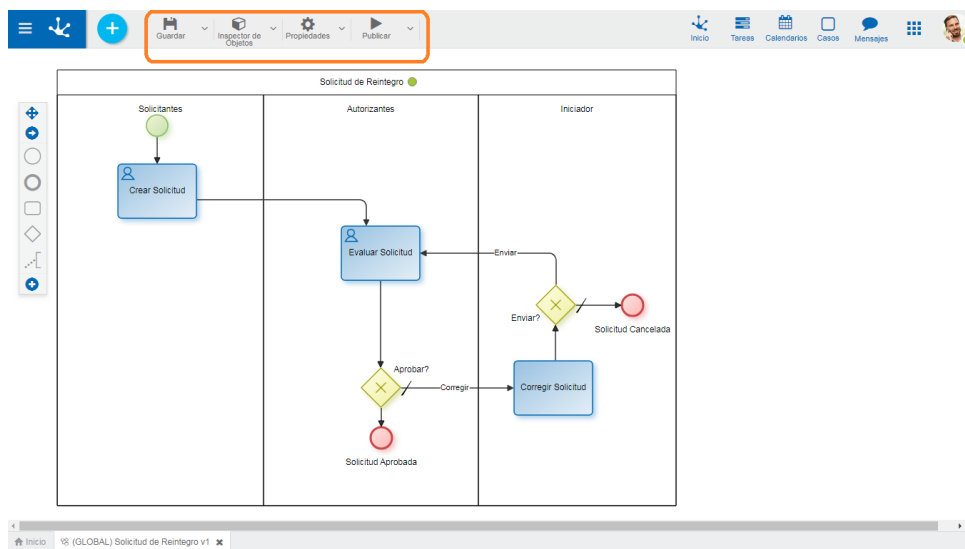 Guardar
Inspector de
Objetos
Propiedades
Publicar
Inicio
Tareas
Calendarios
Casos
Mensajes
Solicitud de Reintegro
Solicitantes
Autorizantes
Iniciador
Crear Solicitud
Evaluar Solicitud
Enviar
Enviar?
Solicitud Cancelada
Aprobar?
Corregir
Corregir Solicitud
Solicitud Aprobada
Inicio
(GLOBAL) Solicitud de Reintegro v1